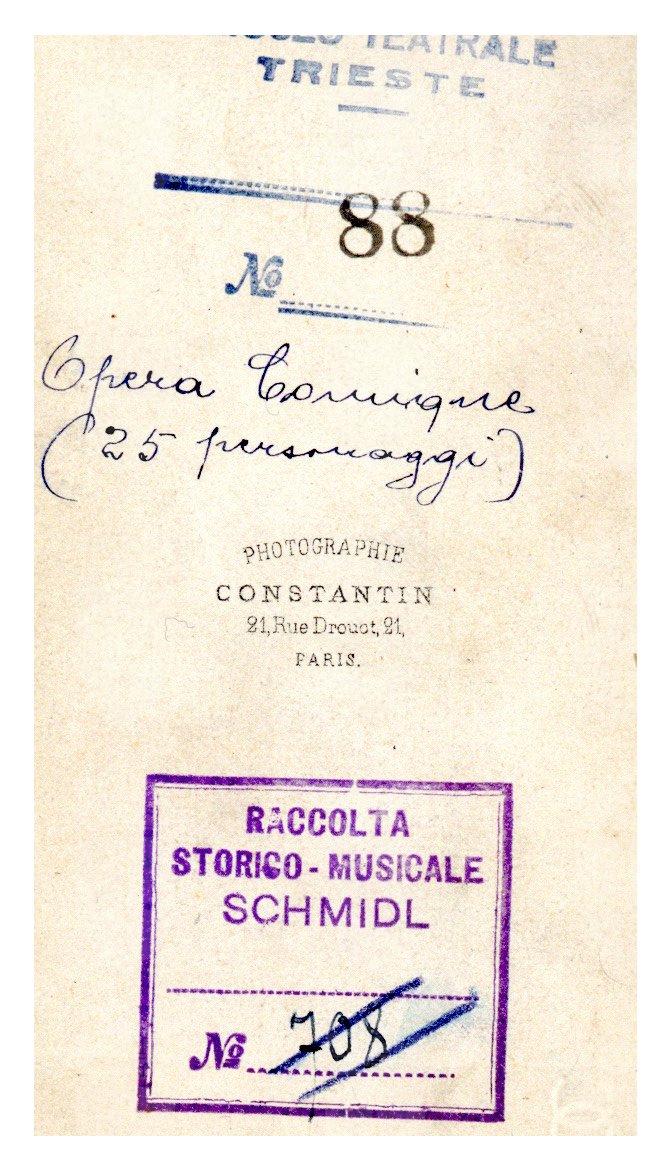 TEATRALE
TRIESTE
88
№
Opera Comique
(25 personaggi)
PHOTOGRAPHIE
CONSTANTIN
21, Rue Drouot, 21,
PARIS.
RACCOLTA
STORICO-MUSICALE
SCHMIDL
№ 708